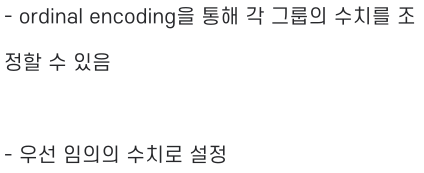 - ordinal encoding을 통해 각 그룹의 수치를 조
정할 수 있음
- 우선 임의의 수치로 설정